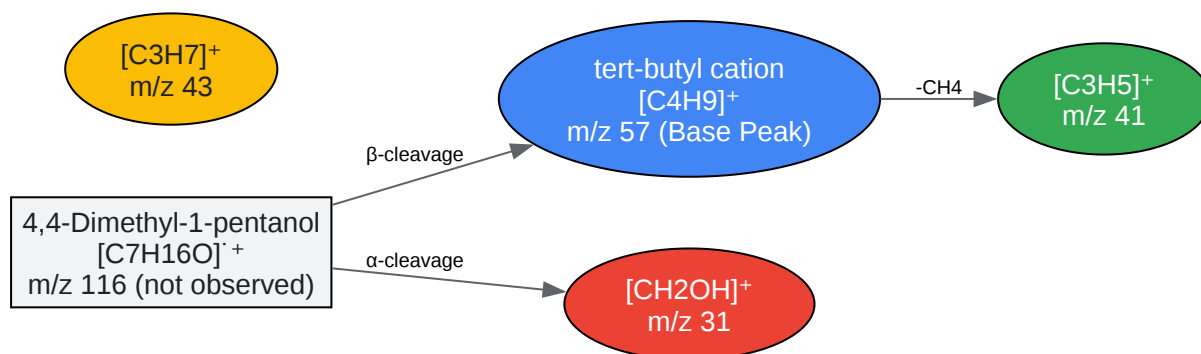 [C3H7]⁺
m/z 43
tert-butyl cation
[C4H9]⁺
m/z 57 (Base Peak)
-CH4
[C3H5]⁺
m/z 41
β-cleavage
4,4-Dimethyl-1-pentanol
[C7H16O]˙⁺
m/z 116 (not observed)
α-cleavage
[CH2OH]⁺
m/z 31